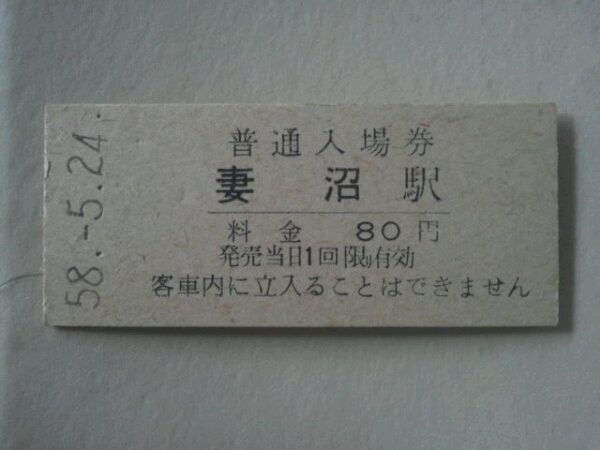 58.-5.24.
普通入場券
妻沼駅
料金 80円
発売当日1回限り有効
客車内に立入ることはできません